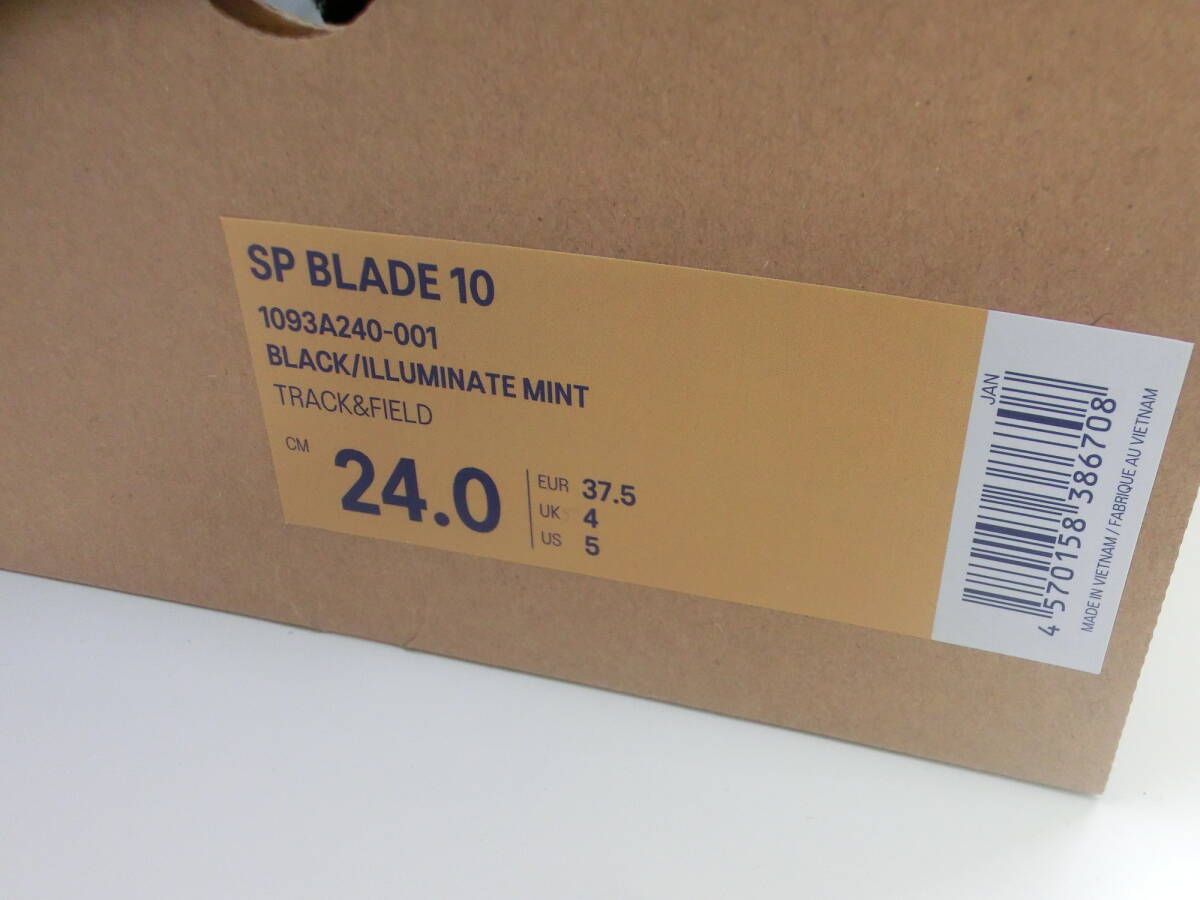 SP BLADE 10
1093A240-001
BLACK/ILLUMINATE MINT
TRACK&FIELD
CM
24.0
EUR 37.5
UK 4
US 5
JAN
4 570158 386708
MADE IN VIETNAM / FABRIQUE AU VIETNAM